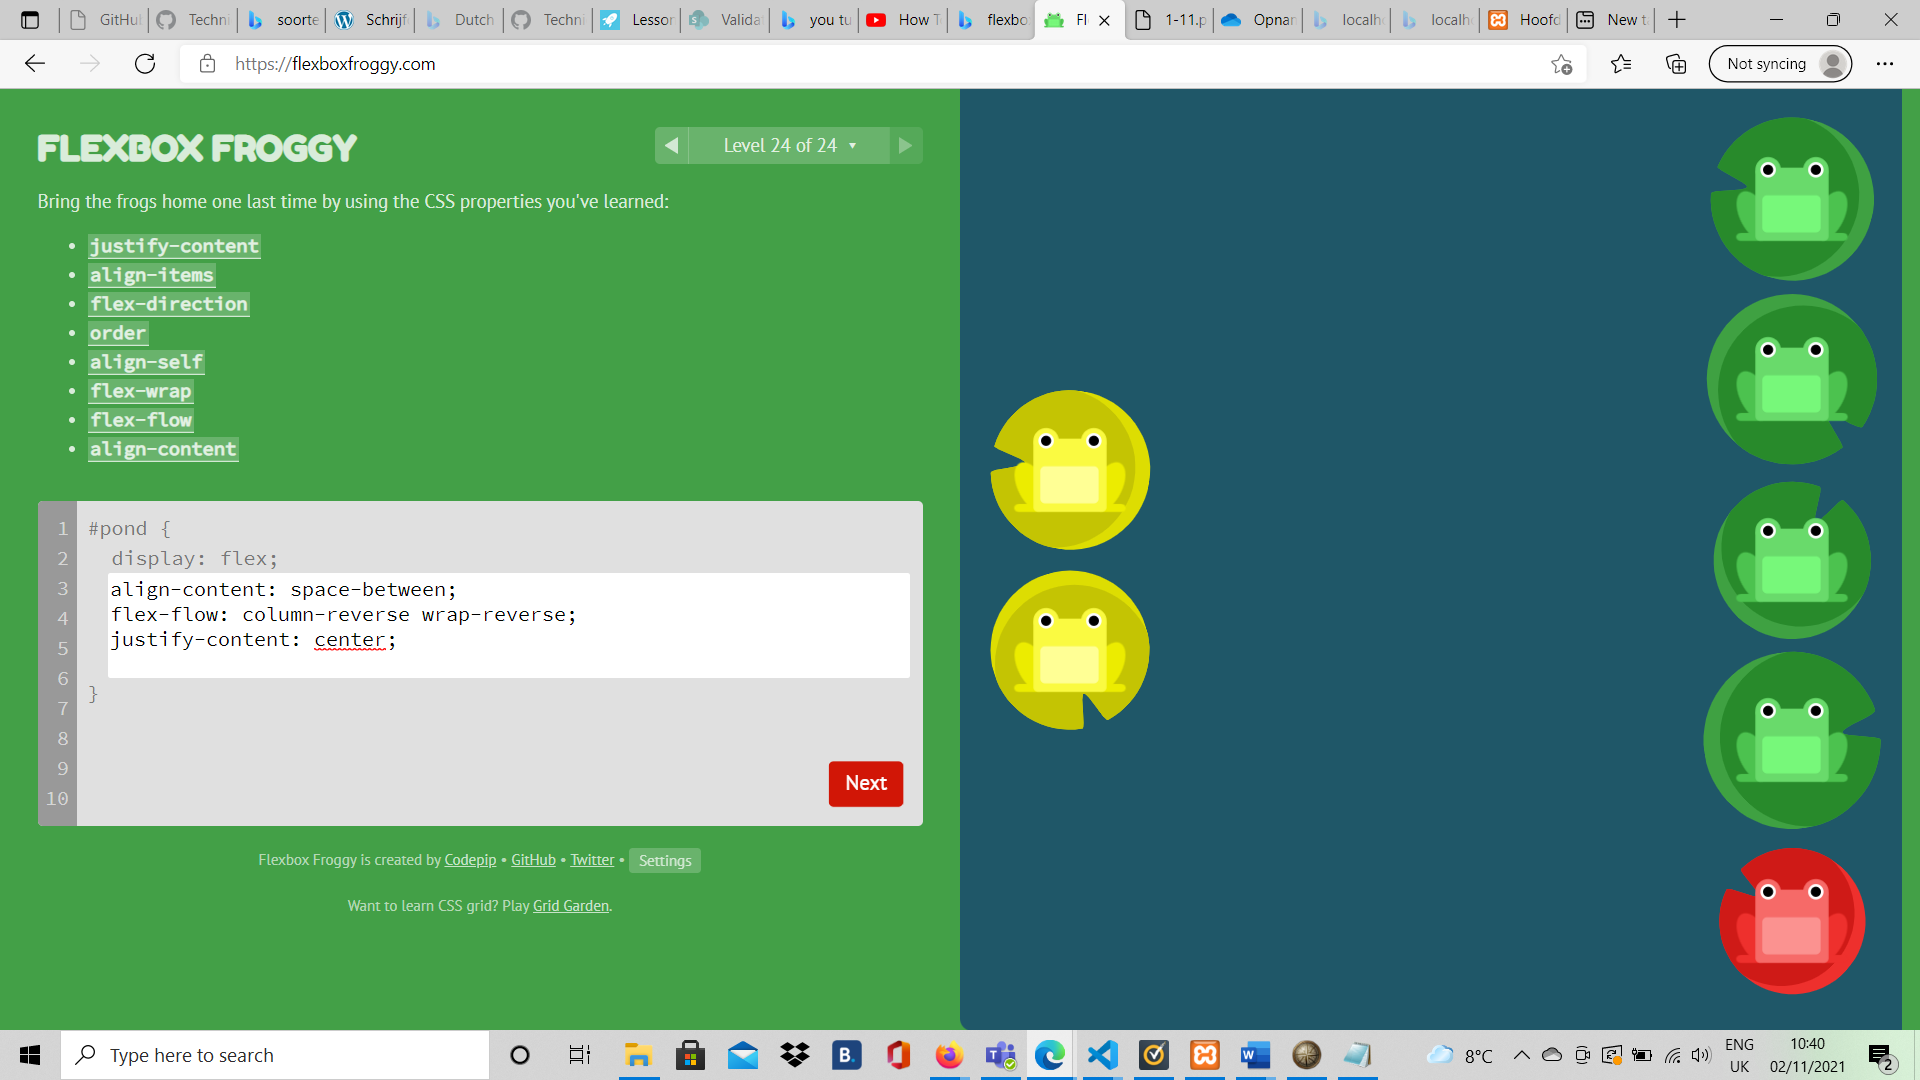 GitHub
Techni
soorte
Schrijf
Dutch
Techni
Lesson
Valida
you tu
How T
flexbo
Fl
1-11.p
Opnar
localh
localh
Hoofd
New t
https://flexboxfroggy.com
Not syncing
FLEXBOX FROGGY
Level 24 of 24
Bring the frogs home one last time by using the CSS properties you've learned:
• justify-content
• align-items
• flex-direction
• order
• align-self
• flex-wrap
• flex-flow
• align-content
1 #pond {
2 display: flex;
3 align-content: space-between;
4 flex-flow: column-reverse wrap-reverse;
5 justify-content: center;
6
7 }
8
9
10
Next
Flexbox Froggy is created by Codepip • GitHub • Twitter • Settings
Want to learn CSS grid? Play Grid Garden.
Type here to search
B.
8°C
ENG
UK
10:40
02/11/2021
2